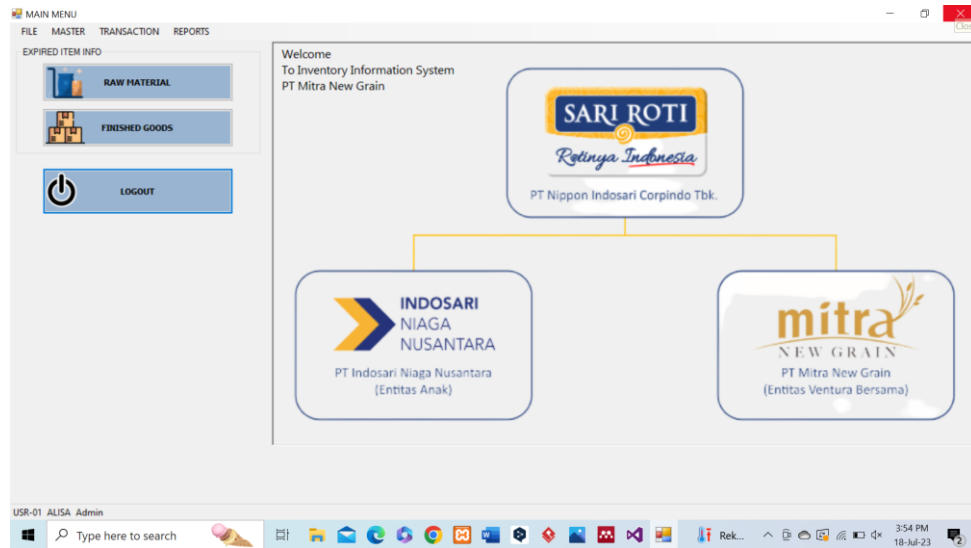 MAIN MENU
FILE MASTER TRANSACTION REPORTS
EXPIRED ITEM INFO
RAW MATERIAL
FINISHED GOODS
LOGOUT
Welcome
To Inventory Information System
PT Mitra New Grain
SARI ROTI
Rotinya Indonesia
PT Nippon Indosari Corpindo Tbk.
INDOSARI
NIAGA
NUSANTARA
PT Indosari Niaga Nusantara
(Entitas Anak)
mitra
NEW GRAIN
PT Mitra New Grain
(Entitas Ventura Bersama)
Clos
USR-01 ALISA Admin
Type here to search
Rek...
3:54 PM
18-Jul-23
2